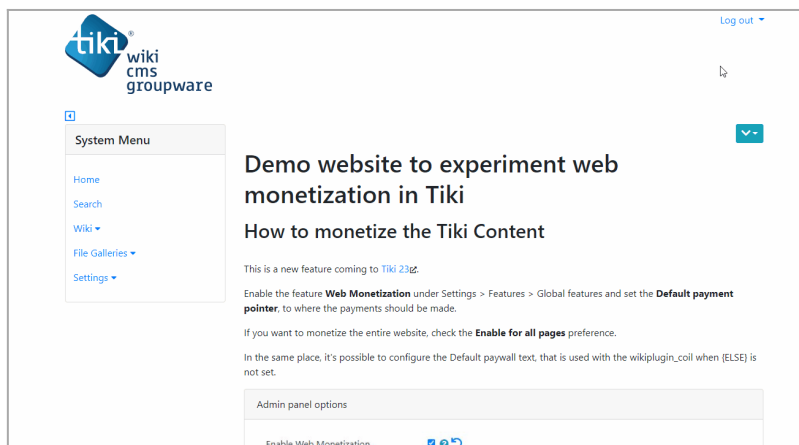 Log out
tiki
wiki
cms
groupware
System Menu
Home
Search
Wiki
File Galleries
Settings
Demo website to experiment web
monetization in Tiki
How to monetize the Tiki Content
This is a new feature coming to Tiki 23.
Enable the feature Web Monetization under Settings > Features > Global features and set the Default payment
pointer, to where the payments should be made.
If you want to monetize the entire website, check the Enable for all pages preference.
In the same place, it's possible to configure the Default paywall text, that is used with the wikiplugin_coil when {ELSE} is
not set.
Admin panel options
Enable Web Monetization